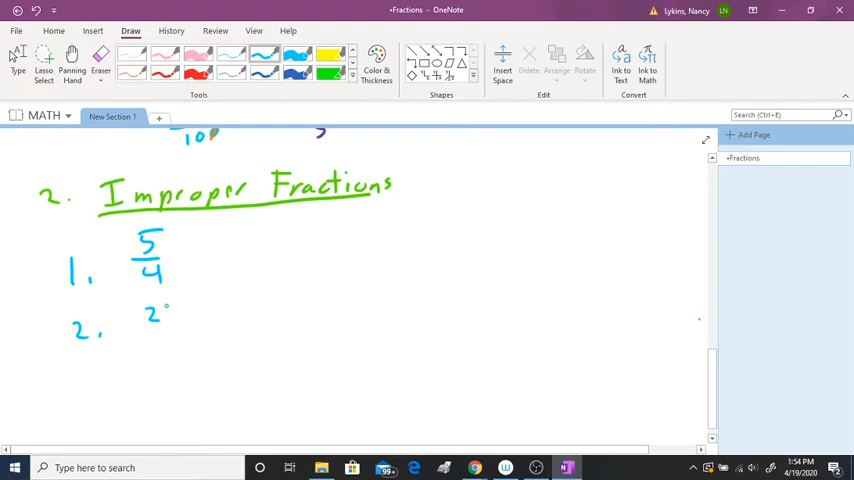 •Fractions - OneNote
Lykins, Nancy
LN
File Home Insert Draw History Review View
Type
Lasso Select
Panning Hand
Eraser
Color & Thickness
Insert Space
Delete
Arrange
Rotate
Ink to Text
Ink to Math
Tools
Shapes
Edit
Convert
MATH
New Section 1
Search (Ctrl+E)
Add Page
•Fractions
100
2. Improper Fractions
1. 5/4
2. 2
Type here to search
99+
1:54 PM
4/19/2020